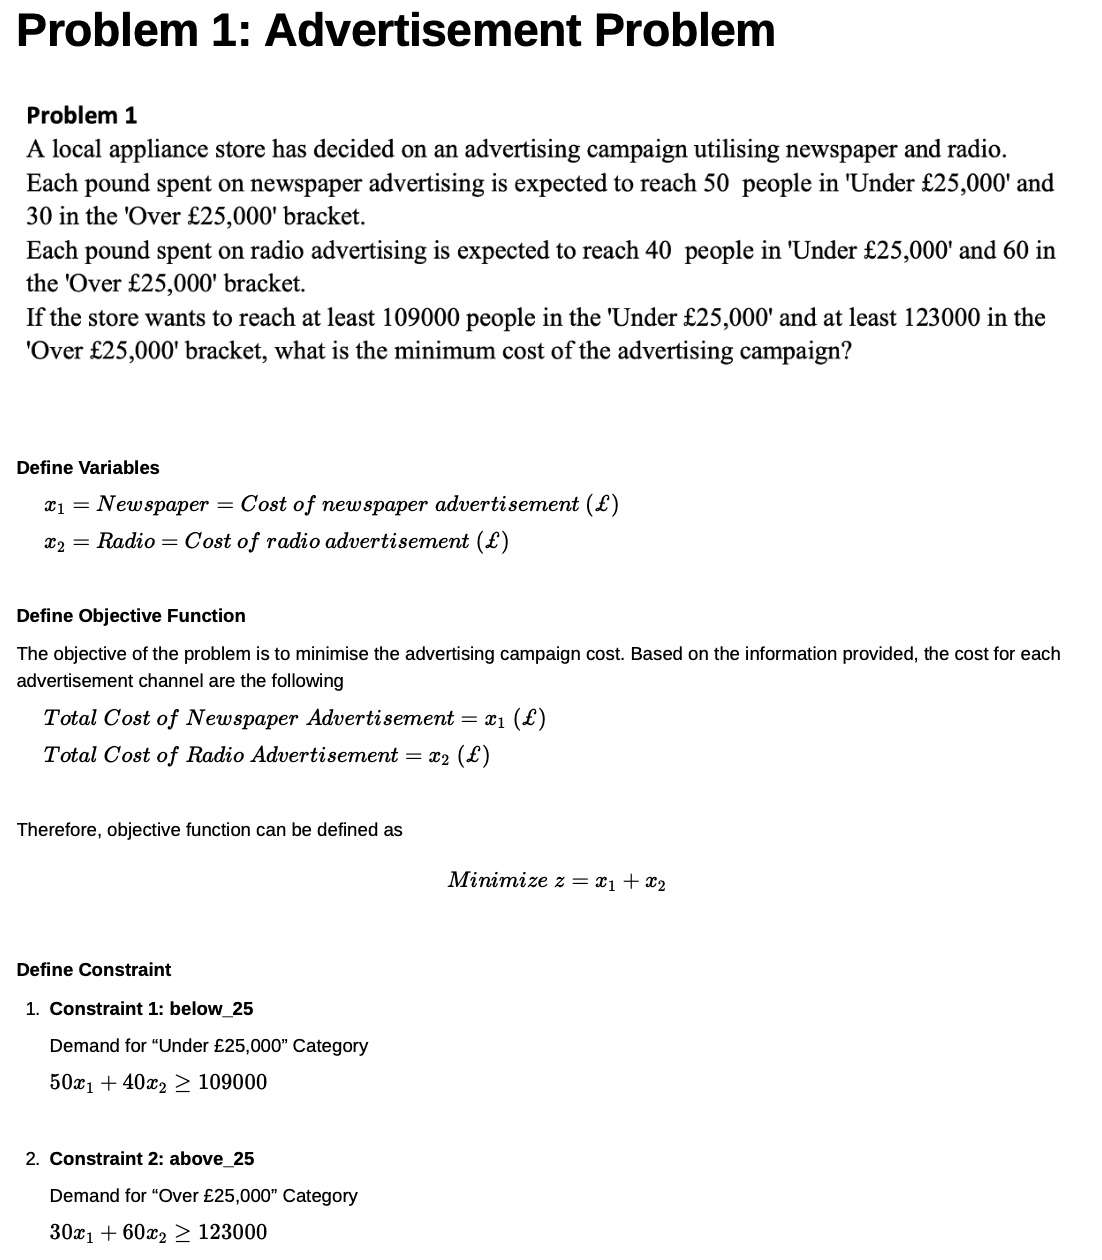 Problem 1: Advertisement Problem
Problem 1
A local appliance store has decided on an advertising campaign utilising newspaper and radio.
Each pound spent on newspaper advertising is expected to reach 50 people in 'Under £25,000' and
30 in the 'Over £25,000' bracket.
Each pound spent on radio advertising is expected to reach 40 people in 'Under £25,000' and 60 in
the 'Over £25,000' bracket.
If the store wants to reach at least 109000 people in the 'Under £25,000' and at least 123000 in the
'Over £25,000' bracket, what is the minimum cost of the advertising campaign?
Define Variables
x₁ = Newspaper = Cost of newspaper advertisement (£)
x₂ = Radio = Cost of radio advertisement (£)
Define Objective Function
The objective of the problem is to minimise the advertising campaign cost. Based on the information provided, the cost for each
advertisement channel are the following
Total Cost of Newspaper Advertisement = x₁ (£)
Total Cost of Radio Advertisement = x₂ (£)
Therefore, objective function can be defined as
Minimize z = x₁ + x₂
Define Constraint
1. Constraint 1: below_25
Demand for “Under £25,000” Category
50x₁ + 40x₂ ≥ 109000
2. Constraint 2: above_25
Demand for “Over £25,000” Category
30x₁ + 60x₂ ≥ 123000